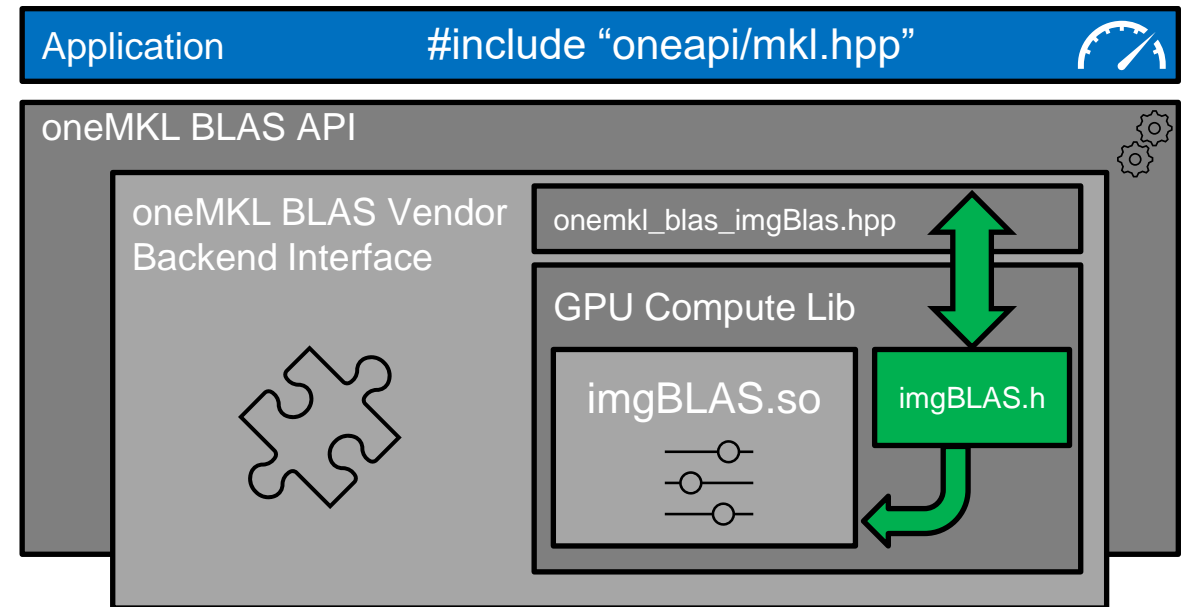 Application
#include “oneapi/mkl.hpp”
oneMKL BLAS API
oneMKL BLAS Vendor
Backend Interface
onemkl_blas_imgBlas.hpp
GPU Compute Lib
imgBLAS.so
imgBLAS.h